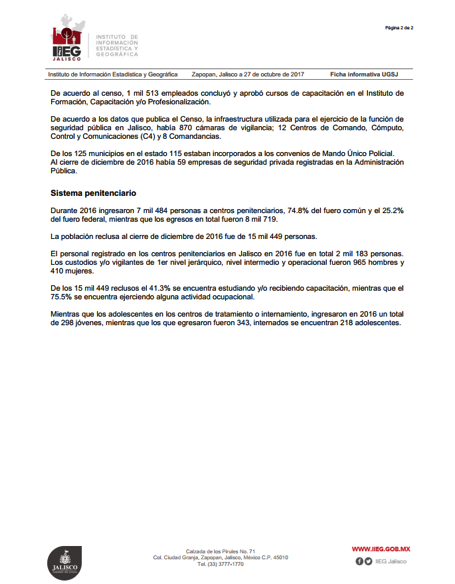 Página 2 de 2
IIEG
JALISCO
INSTITUTO DE
INFORMACIÓN
ESTADÍSTICA Y
GEOGRÁFICA
Instituto de Información Estadística y Geográfica Zapopan, Jalisco a 27 de octubre de 2017 Ficha informativa UGSJ
De acuerdo al censo, 1 mil 513 empleados concluyó y aprobó cursos de capacitación en el Instituto de
Formación, Capacitación y/o Profesionalización.
De acuerdo a los datos que publica el Censo, la infraestructura utilizada para el ejercicio de la función de
seguridad pública en Jalisco, había 870 cámaras de vigilancia; 12 Centros de Comando, Cómputo,
Control y Comunicaciones (C4) y 8 Comandancias.
De los 125 municipios en el estado 115 estaban incorporados a los convenios de Mando Único Policial.
Al cierre de diciembre de 2016 había 59 empresas de seguridad privada registradas en la Administración
Pública.
Sistema penitenciario
Durante 2016 ingresaron 7 mil 484 personas a centros penitenciarios, 74.8% del fuero común y el 25.2%
del fuero federal, mientras que los egresos en total fueron 8 mil 719.
La población reclusa al cierre de diciembre de 2016 fue de 15 mil 449 personas.
El personal registrado en los centros penitenciarios en Jalisco en 2016 fue en total 2 mil 183 personas.
Los custodios y/o vigilantes de 1er nivel jerárquico, nivel intermedio y operacional fueron 965 hombres y
410 mujeres.
De los 15 mil 449 reclusos el 41.3% se encuentra estudiando y/o recibiendo capacitación, mientras que el
75.5% se encuentra ejerciendo alguna actividad ocupacional.
Mientras que los adolescentes en los centros de tratamiento o internamiento, ingresaron en 2016 un total
de 298 jóvenes, mientras que los que egresaron fueron 343, internados se encuentran 218 adolescentes.
JALISCO
Calzada de los Pirules No. 71
Col. Ciudad Granja, Zapopan, Jalisco, México C.P. 45010
Tel. (33) 3777-1770
WWW.IIEG.GOB.MX
IIEG Jalisco